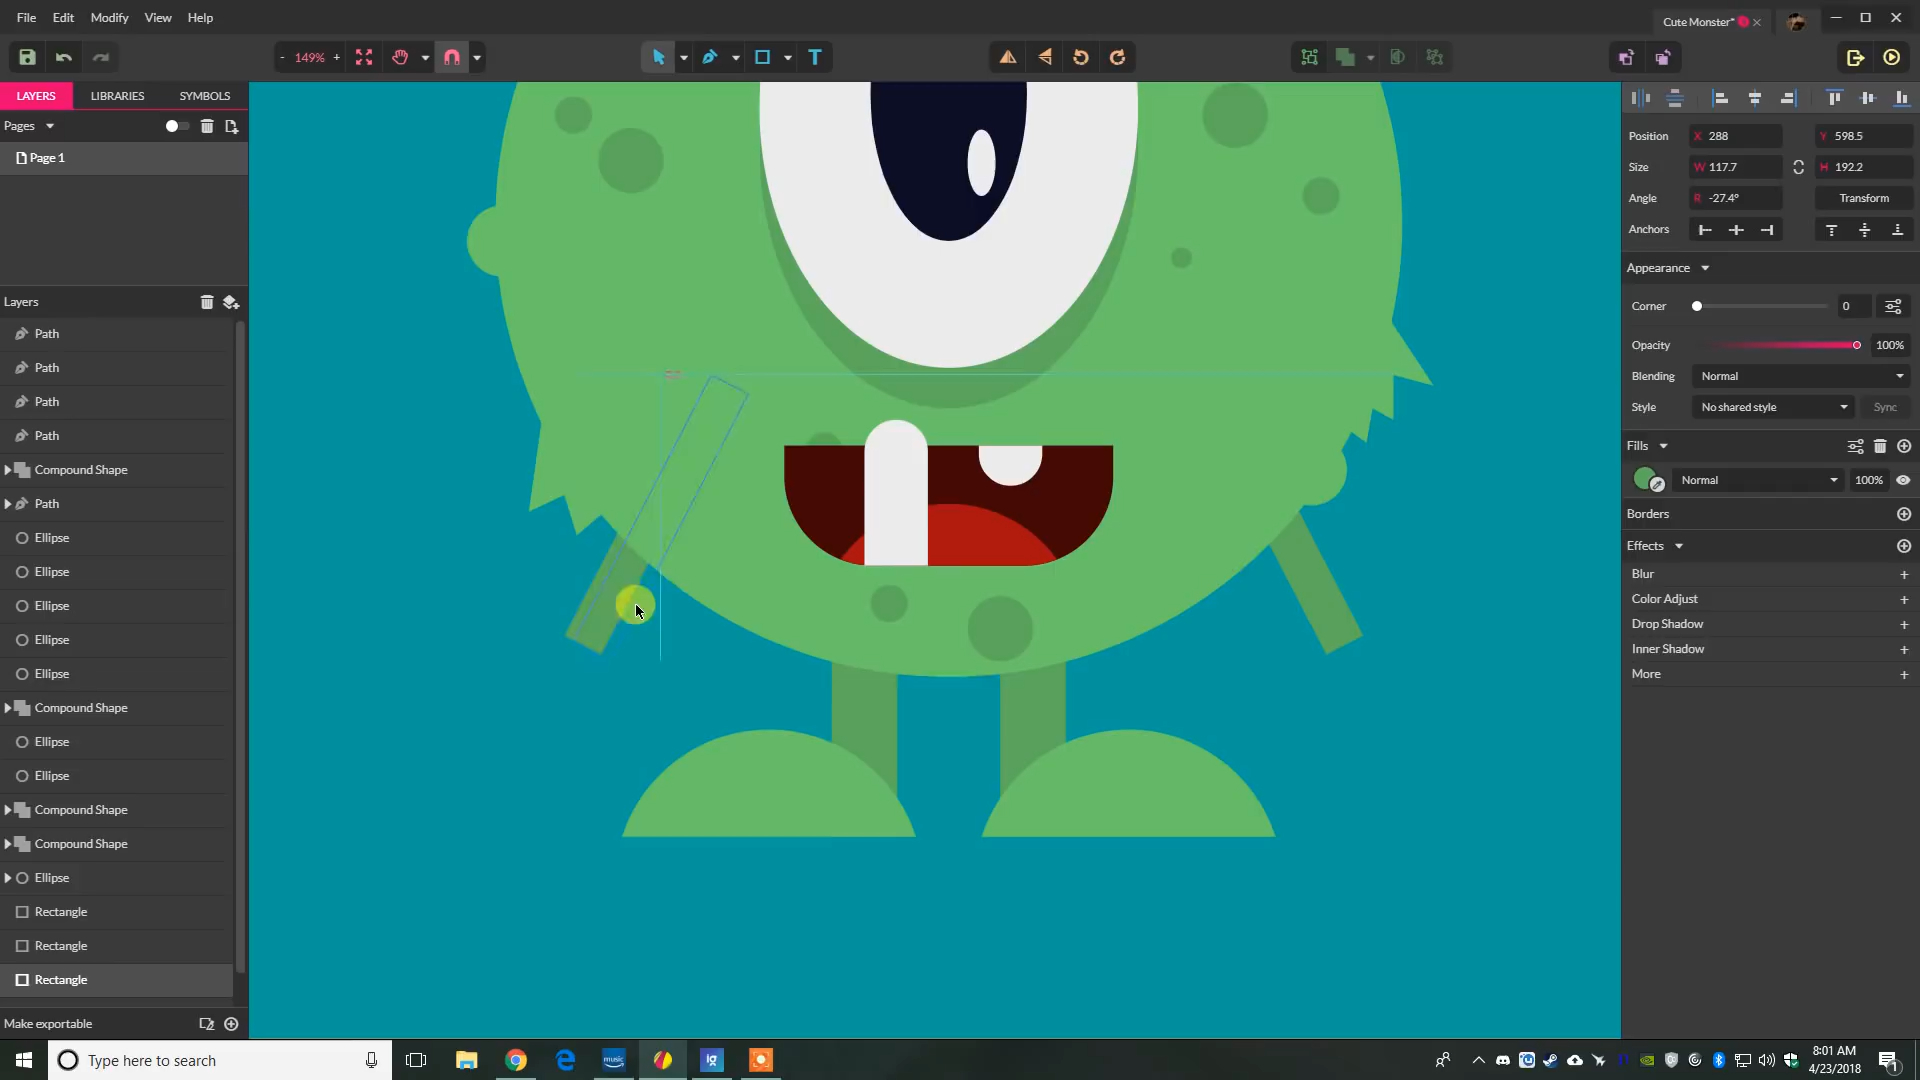 File Edit Modify View Help
Cute Monster*
- 149% +
T
LAYERS LIBRARIES SYMBOLS
Pages
Page 1
Layers
Path
Path
Path
Path
Compound Shape
Path
Ellipse
Ellipse
Ellipse
Ellipse
Ellipse
Compound Shape
Ellipse
Ellipse
Compound Shape
Compound Shape
Ellipse
Rectangle
Rectangle
Rectangle
Make exportable
Position X 288 Y 598.5
Size W 117.7 H 192.2
Angle R -27.4° Transform
Anchors
Appearance
Corner 0
Opacity 100%
Blending Normal
Style No shared style Sync
Fills
Normal 100%
Borders
Effects
Blur +
Color Adjust +
Drop Shadow +
Inner Shadow +
More +
Type here to search
music
ig
8:01 AM
4/23/2018
1